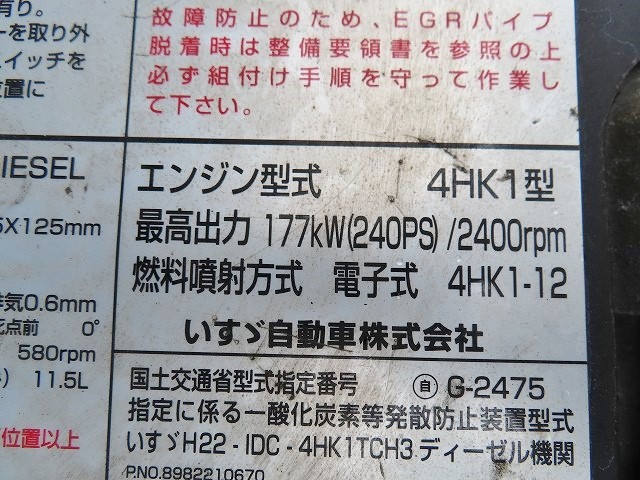 有り。
ーを取り外
スイッチを
位置に
故障防止のため、EGRパイプ
脱着時は整備要領書を参照の上
必ず組付け手順を守って作業し
て下さい。
IESEL
5X125mm
排気0.6mm
死点前 0°
580rpm
) 11.5L
位置以上
エンジン型式 4HK1型
最高出力 177kW(240PS) /2400rpm
燃料噴射方式 電子式 4HK1-12
いすゞ自動車株式会社
国土交通省型式指定番号 ㊀自 G-2475
指定に係る一酸化炭素等発散防止装置型式
いすゞH22 - IDC - 4HK1TCH3 ディーゼル機関
P.NO.8982210670